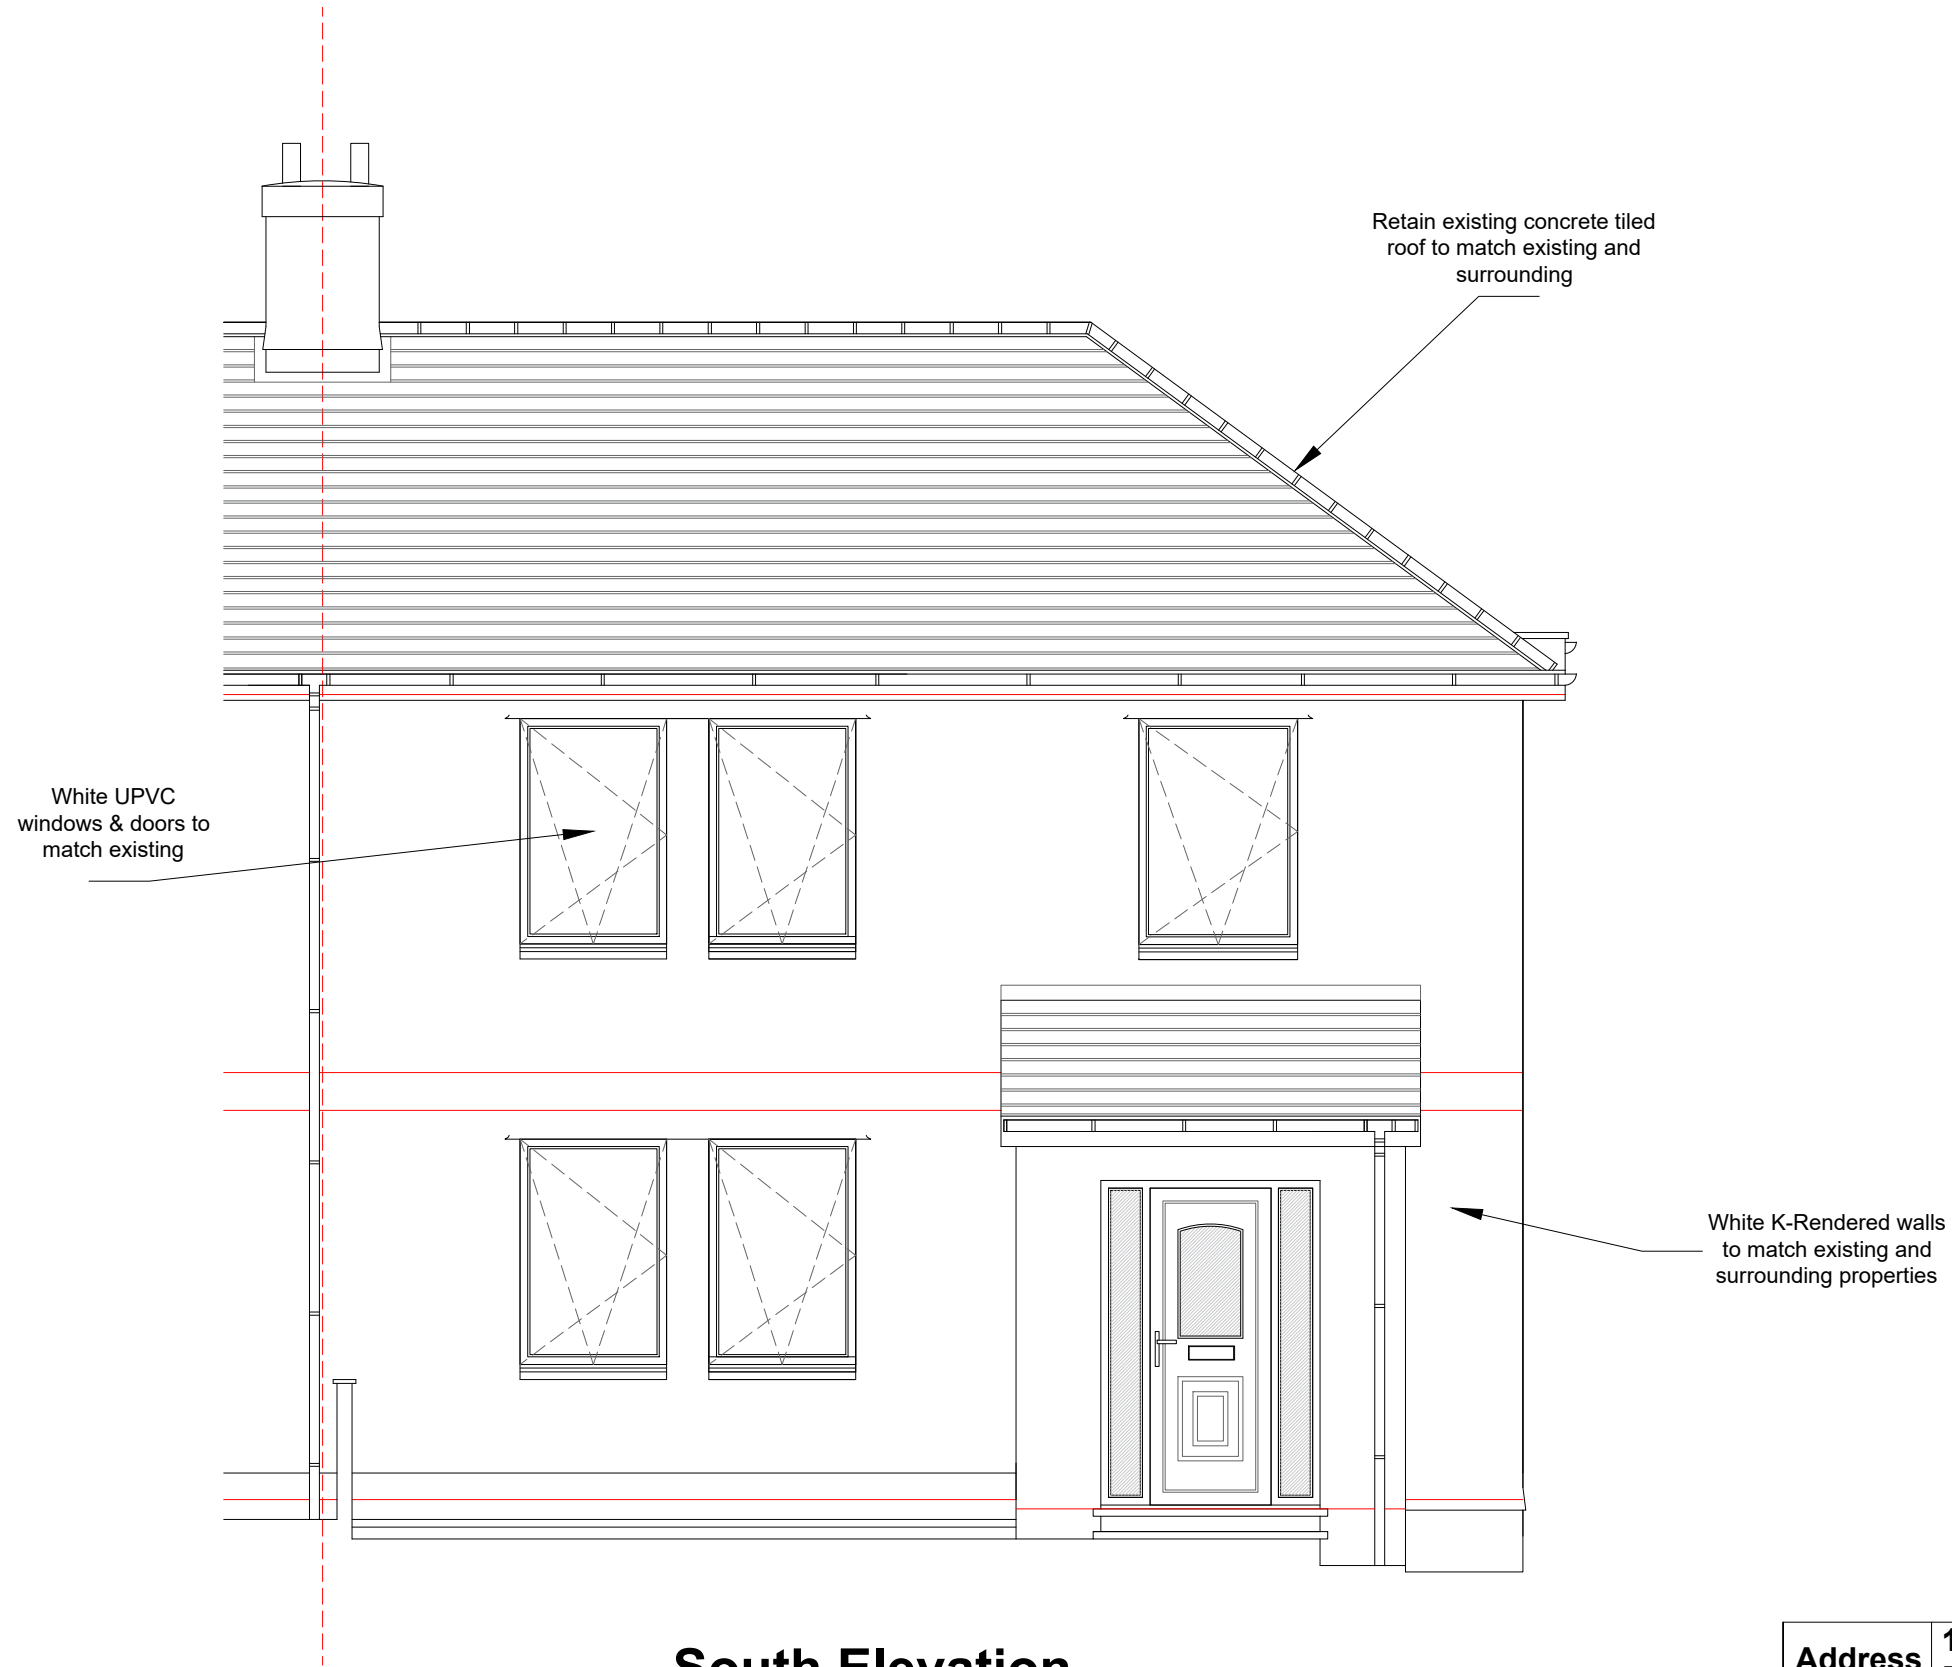 Retain existing concrete tiled
roof to match existing and
surrounding
White UPVC
windows & doors to
match existing
White K-Rendered walls
to match existing and
surrounding properties
South Elevation
Address